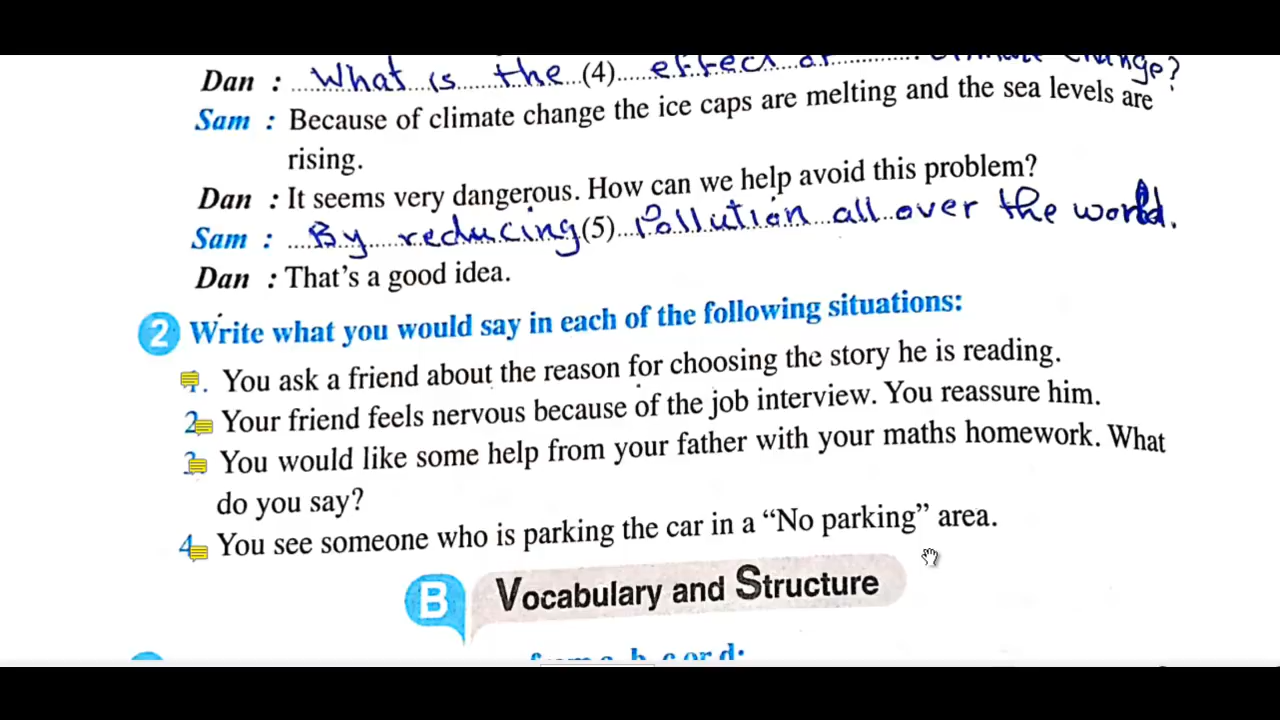 Dan : What is the (4) effect of climate change?
Sam : Because of climate change the ice caps are melting and the sea levels are
rising.
Dan : It seems very dangerous. How can we help avoid this problem?
Sam : By reducing (5) Pollution all over the world.
Dan : That's a good idea.
2 Write what you would say in each of the following situations:
1. You ask a friend about the reason for choosing the story he is reading.
2 Your friend feels nervous because of the job interview. You reassure him.
3 You would like some help from your father with your maths homework. What
do you say?
4 You see someone who is parking the car in a “No parking” area.
B Vocabulary and Structure
from a, b, c or d: